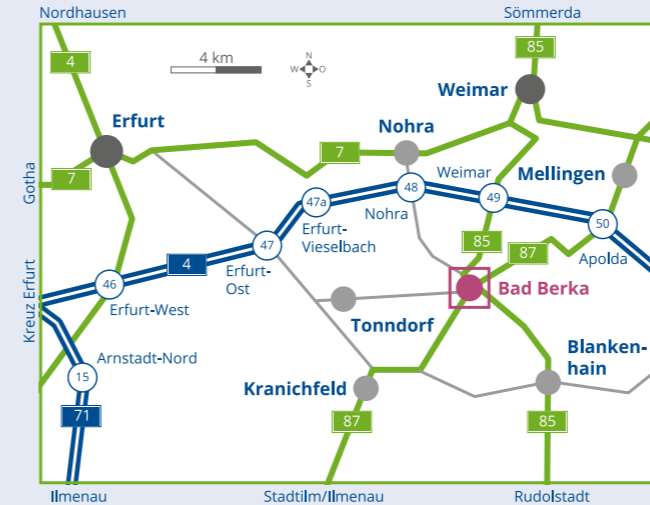 Nordhausen
Sömmerda
4
4 km
N
W
O
S
85
Weimar
Erfurt
Nohra
7
7
Gotha
Weimar
Mellingen
47a
48
49
Nohra
50
Erfurt-
Vieselbach
47
4
85
87
Apolda
Erfurt-
Ost
46
Kreuz Erfurt
Bad Berka
Erfurt-West
Tonndorf
Arnstadt-Nord
Blanken-
hain
15
Kranichfeld
71
87
85
Ilmenau
Stadtilm/Ilmenau
Rudolstadt